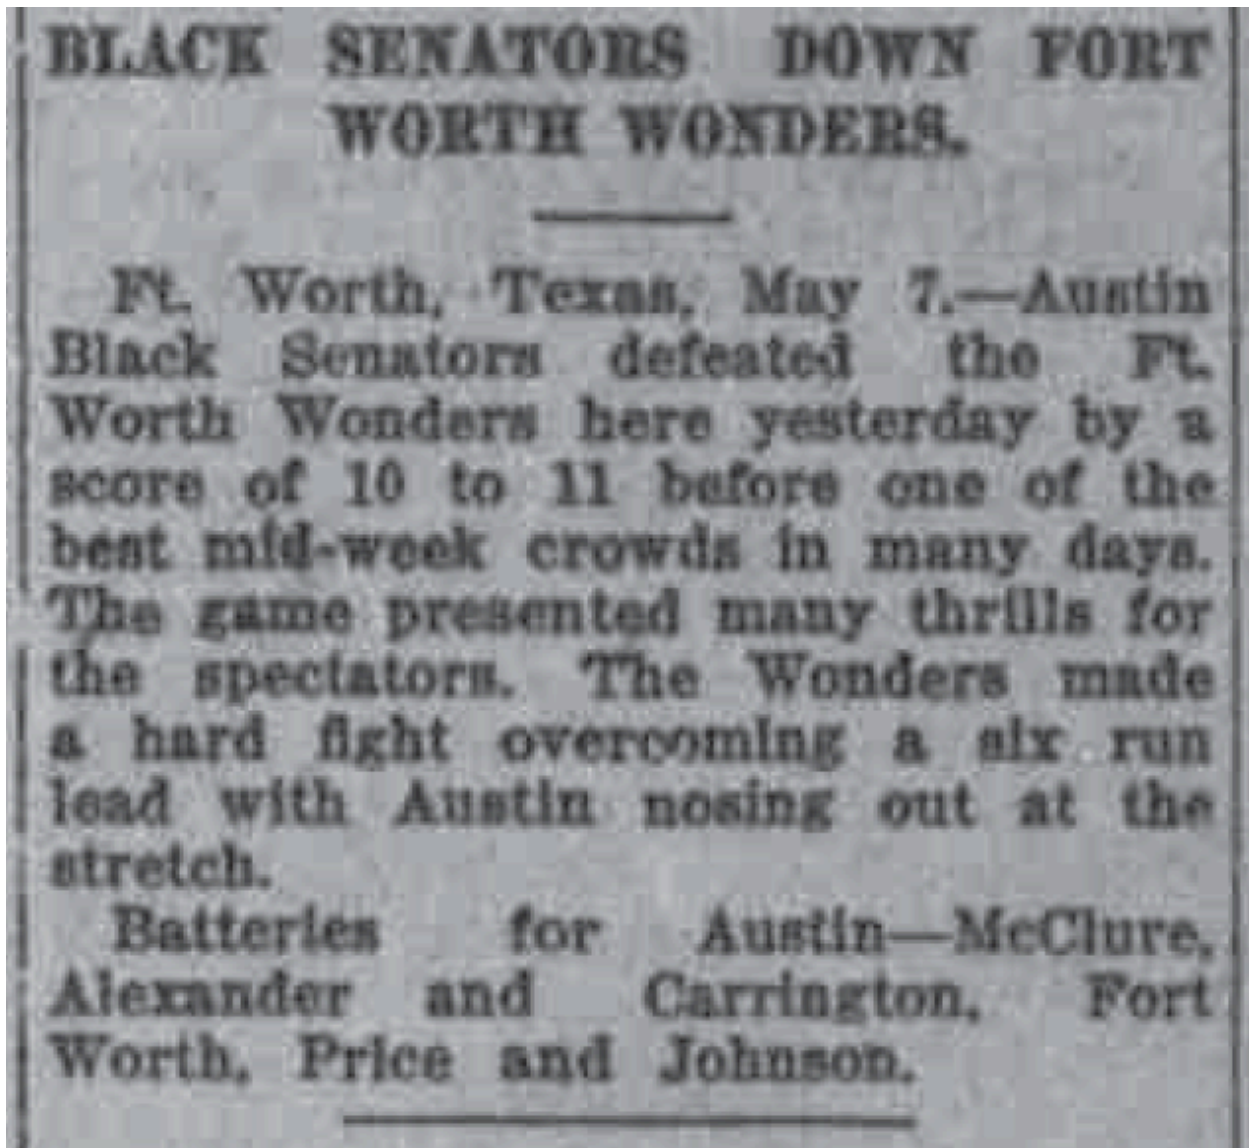 BLACK SENATORS DOWN FORT
WORTH WONDERS.
Ft. Worth, Texas, May 7.—Austin
Black Senators defeated the Ft.
Worth Wonders here yesterday by a
score of 10 to 11 before one of the
best mid-week crowds in many days.
The game presented many thrills for
the spectators. The Wonders made
a hard fight overcoming a six run
lead with Austin nosing out at the
stretch.
Batteries for Austin—McClure,
Alexander and Carrington, Fort
Worth, Price and Johnson.